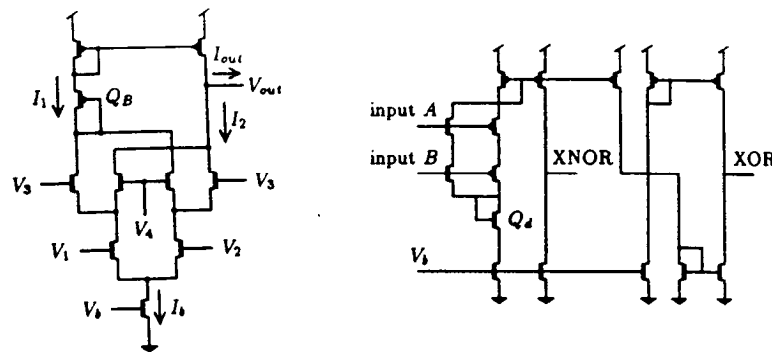 I_out
V_out
I_1
Q_B
I_2
V_3
V_3
V_4
V_1
V_2
V_b
I_b
input A
input B
XNOR
XOR
Q_d
V_b